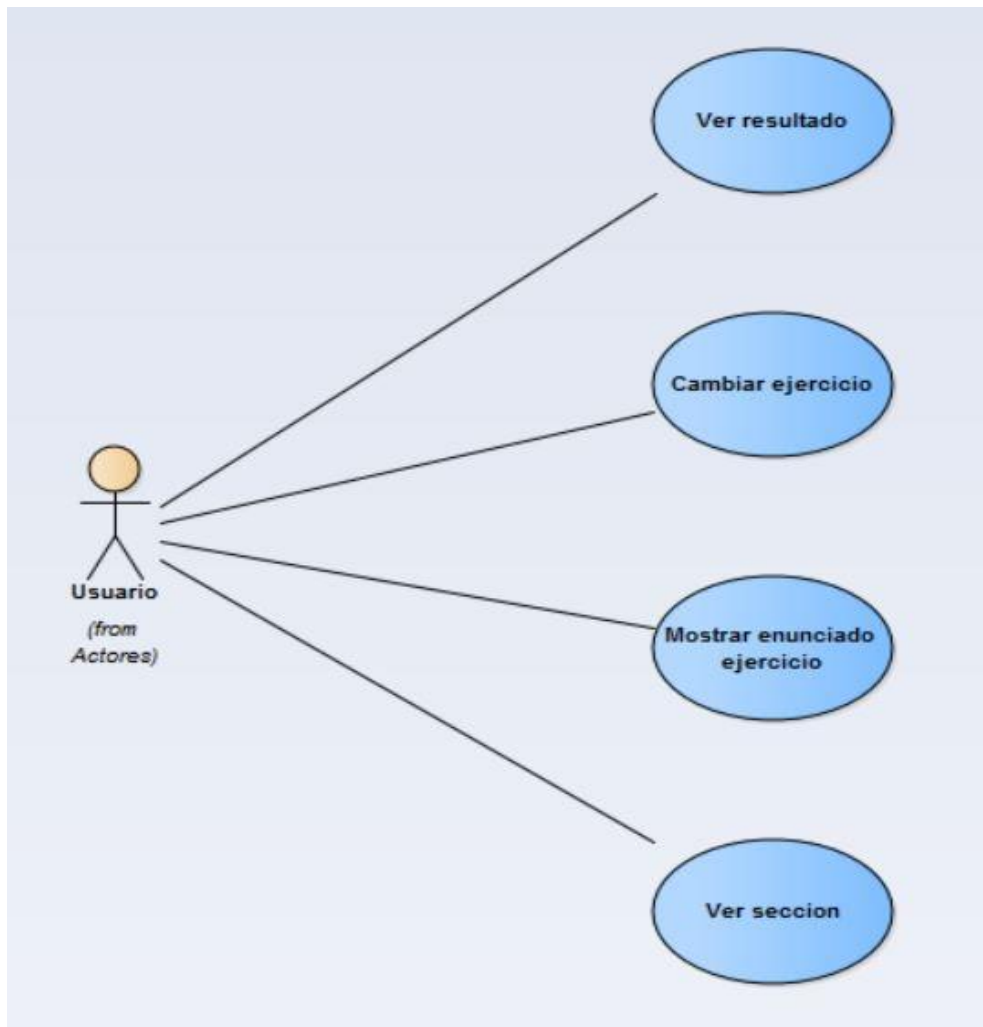 Ver resultado
Cambiar ejercicio
Usuario
(from
Actores)
Mostrar enunciado
ejercicio
Ver seccion